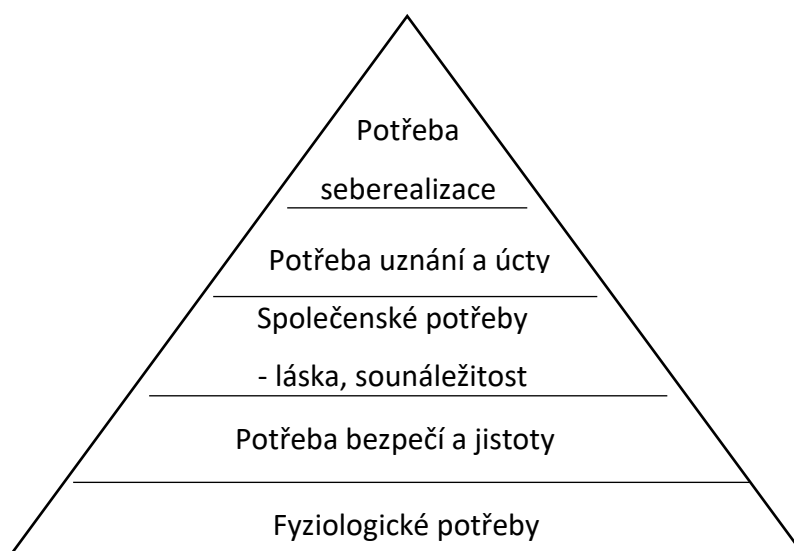 Potřeba
seberealizace
Potřeba uznání a úcty
Společenské potřeby
- láska, sounáležitost
Potřeba bezpečí a jistoty
Fyziologické potřeby